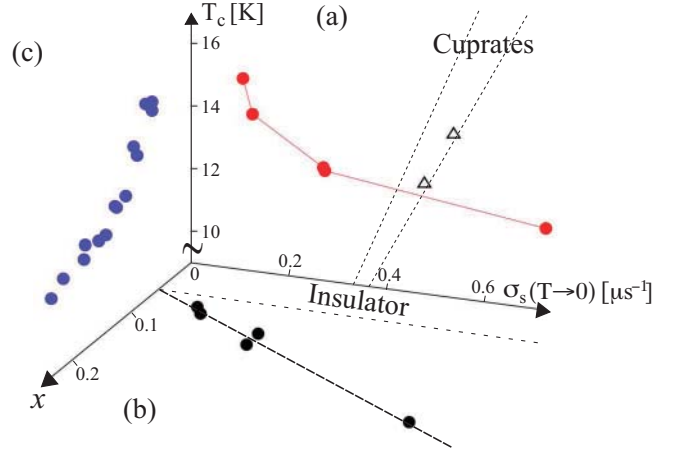 T_c [K]
(a)
16
Cuprates
(c)
14
12
10
0
0.2
0.4
0.6
σ_s(T→0) [μs⁻¹]
Insulator
0.1
0.2
x
(b)